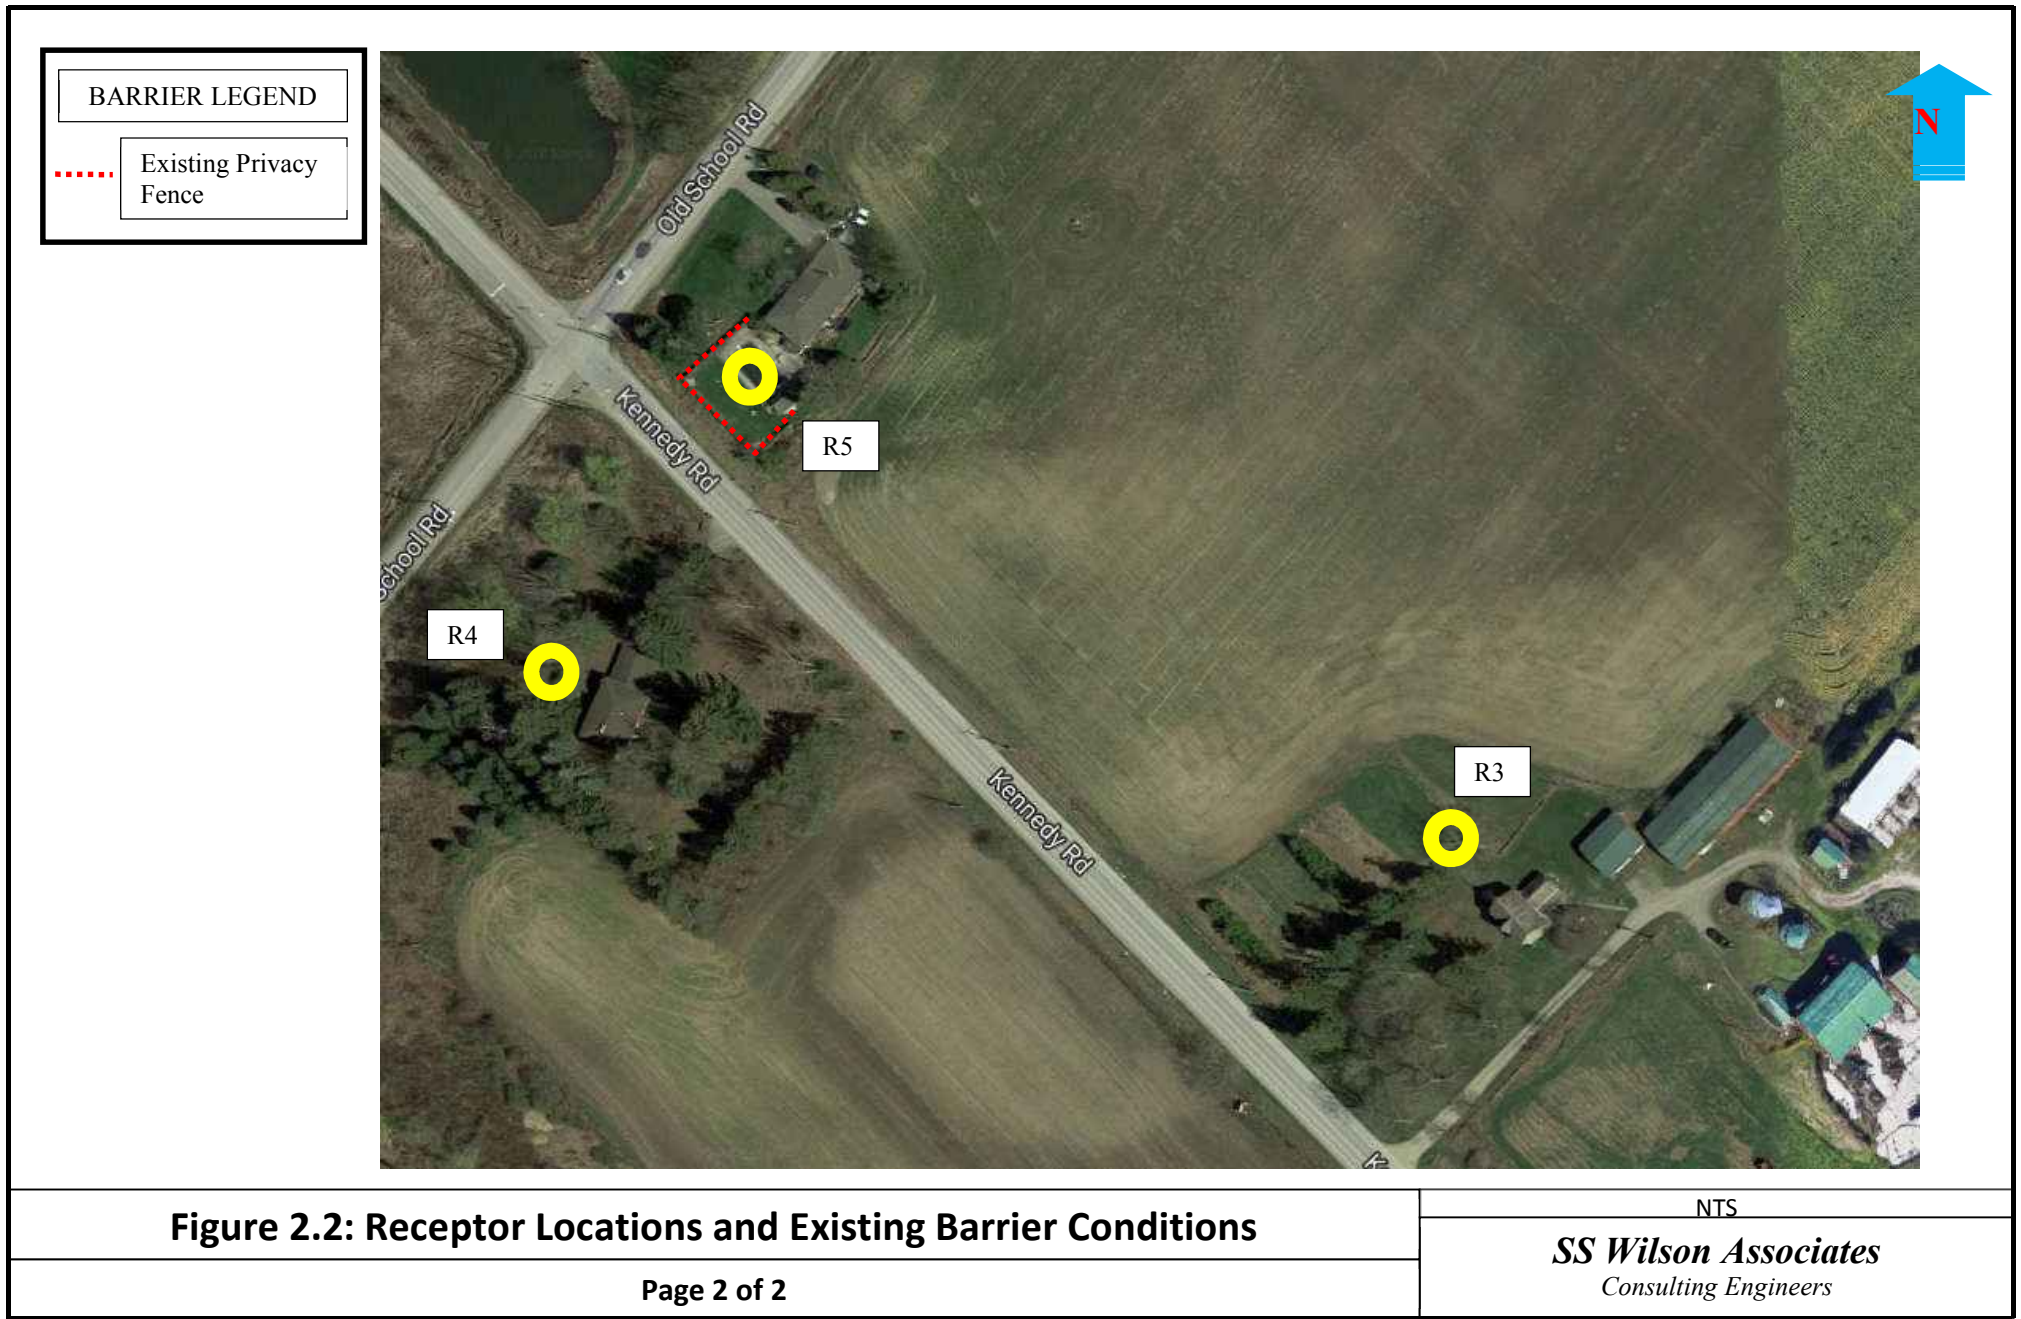 BARRIER LEGEND
Existing Privacy
Fence
N
Old School Rd
Kennedy Rd
R5
School Rd
R4
R3
Kennedy Rd
K
Figure 2.2: Receptor Locations and Existing Barrier Conditions
Page 2 of 2
NTS
SS Wilson Associates
Consulting Engineers